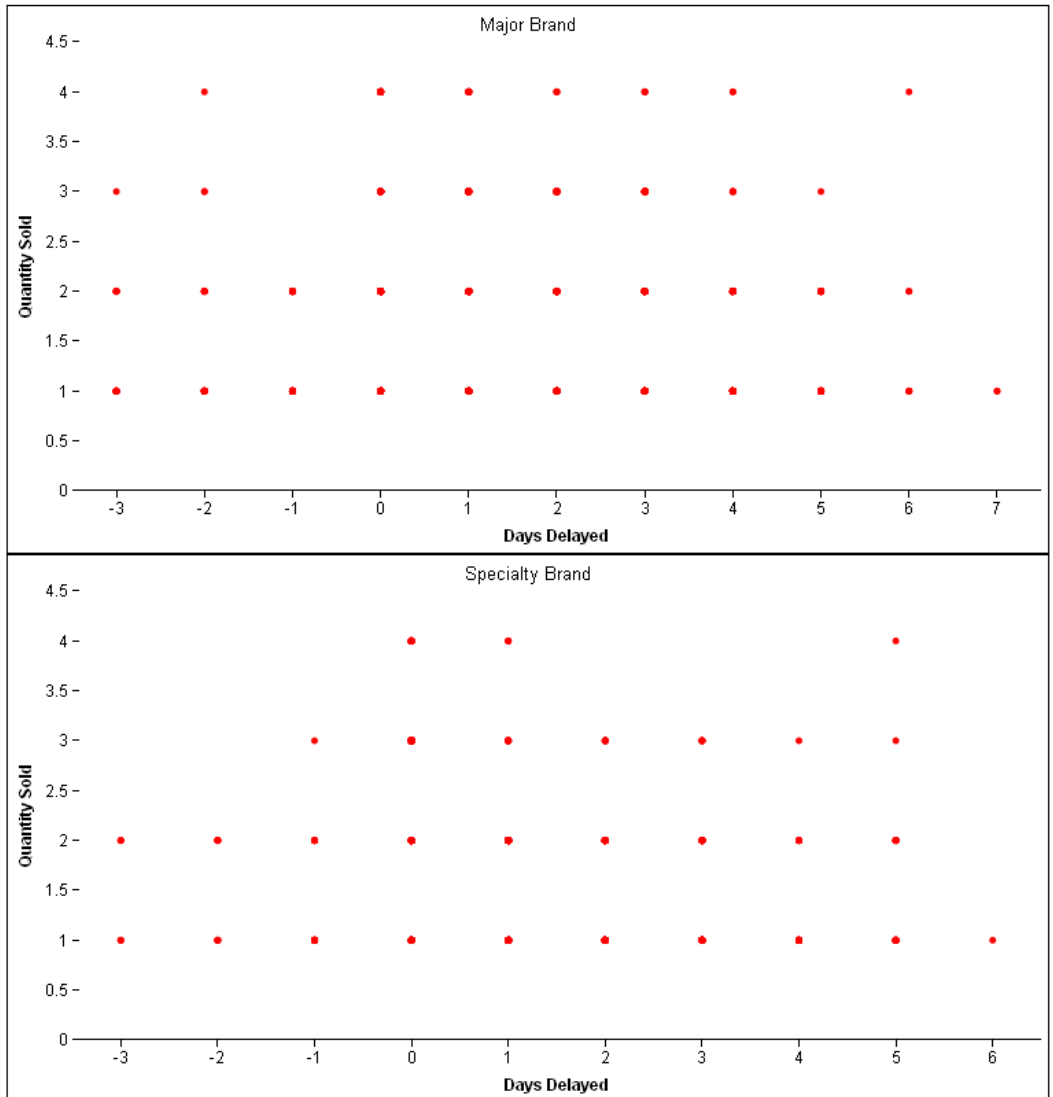 Major Brand
4.5
4
3.5
3
2.5
2
1.5
1
0.5
0
Quantity Sold
-3 -2 -1 0 1 2 3 4 5 6 7
Days Delayed
Specialty Brand
4.5
4
3.5
3
2.5
2
1.5
1
0.5
0
Quantity Sold
-3 -2 -1 0 1 2 3 4 5 6
Days Delayed